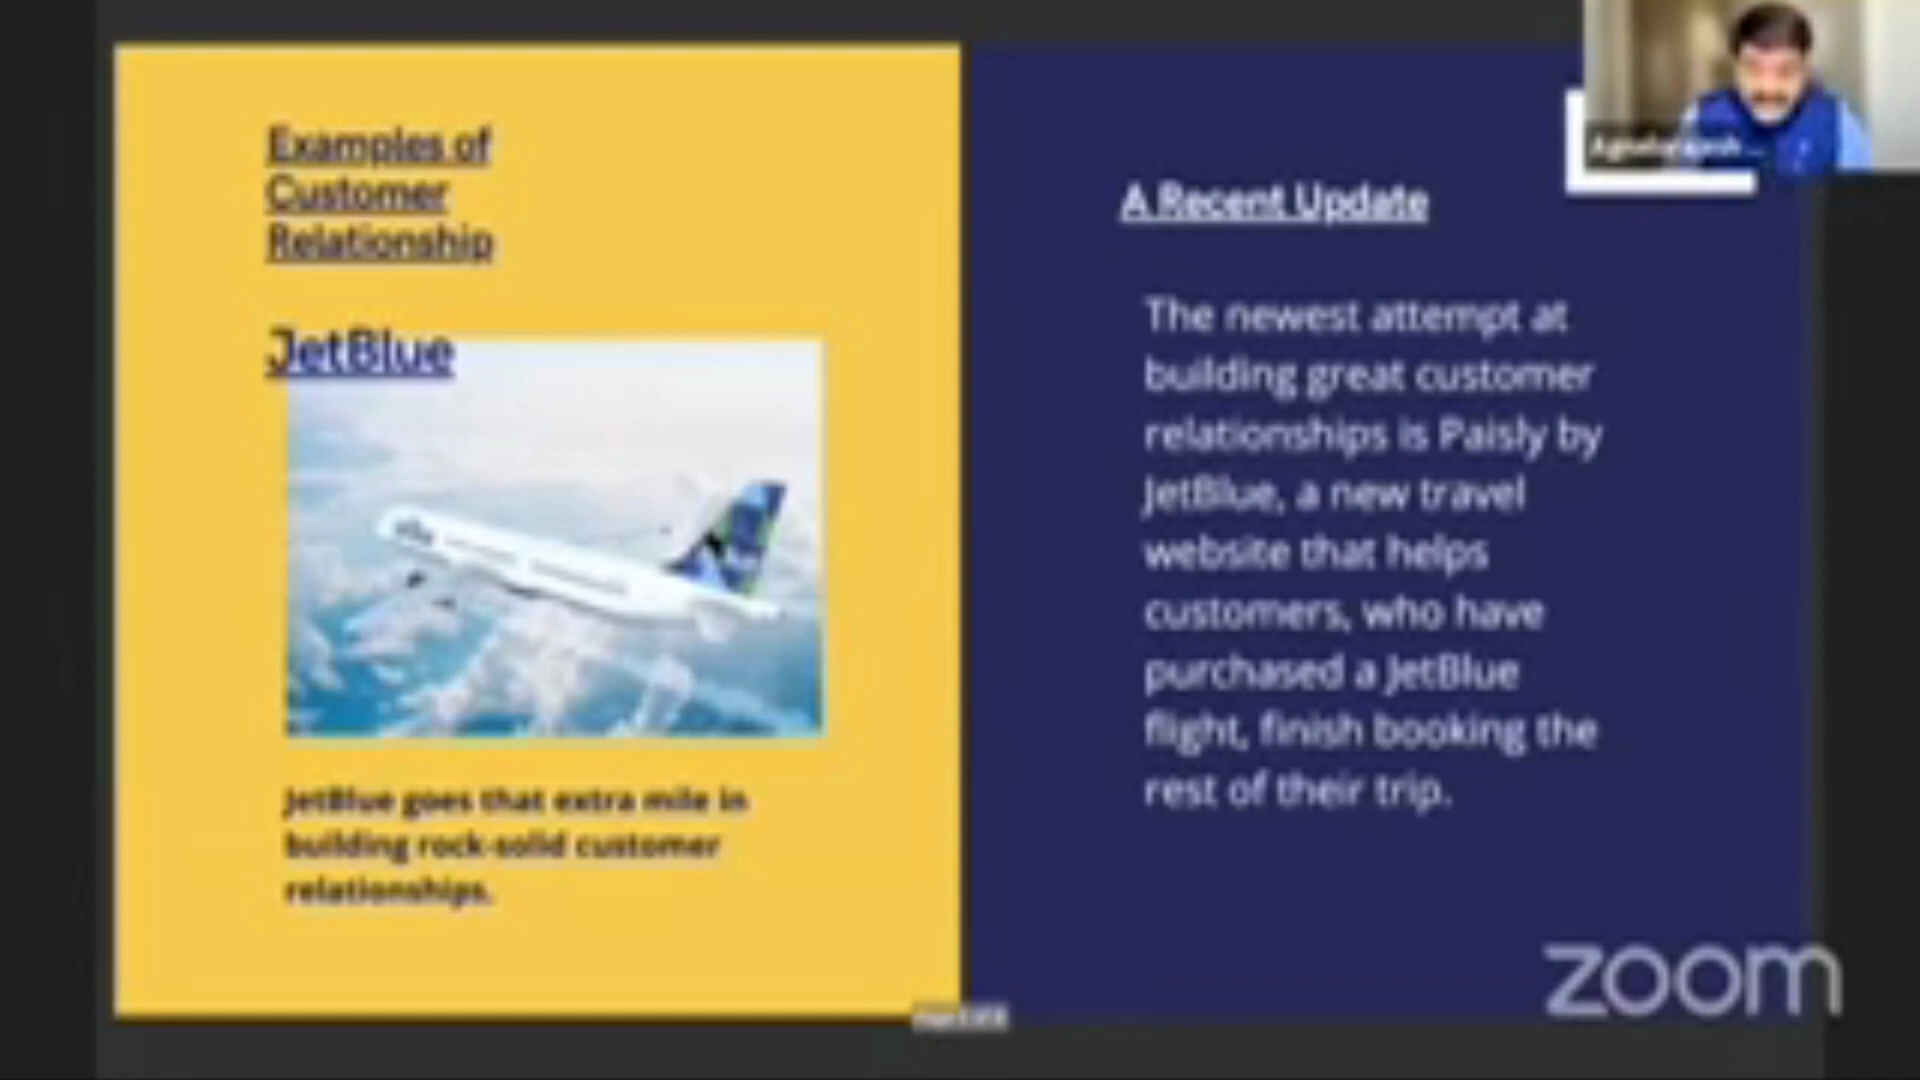 Examples of
Customer
Relationship
JetBlue
JetBlue goes that extra mile in
building rock-solid customer
relationships.
A Recent Update
The newest attempt at
building great customer
relationships is Paisly by
JetBlue, a new travel
website that helps
customers, who have
purchased a JetBlue
flight, finish booking the
rest of their trip.
zoom